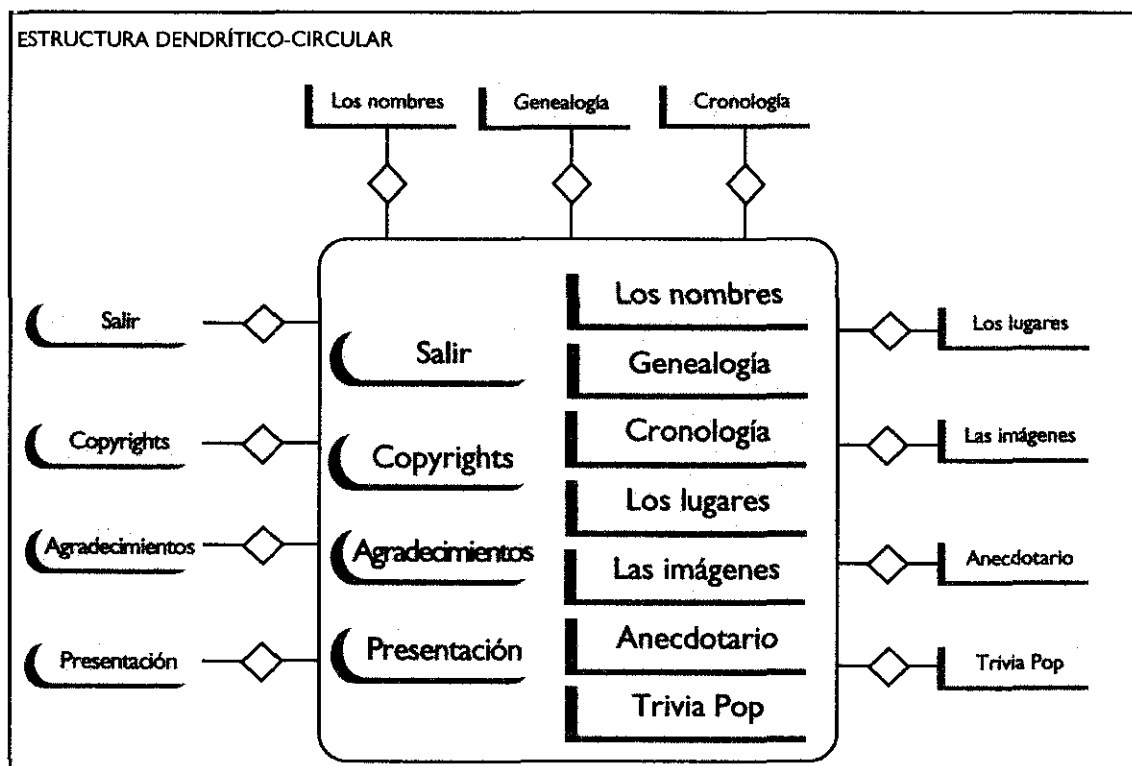 ESTRUCTURA DENDRÍTICO-CIRCULAR
Los nombres
Genealogía
Cronología
Salir
Copyrights
Agradecimientos
Presentación
Salir
Copyrights
Agradecimientos
Presentación
Los nombres
Genealogía
Cronología
Los lugares
Las imágenes
Anecdotario
Trivia Pop
Los lugares
Las imágenes
Anecdotario
Trivia Pop